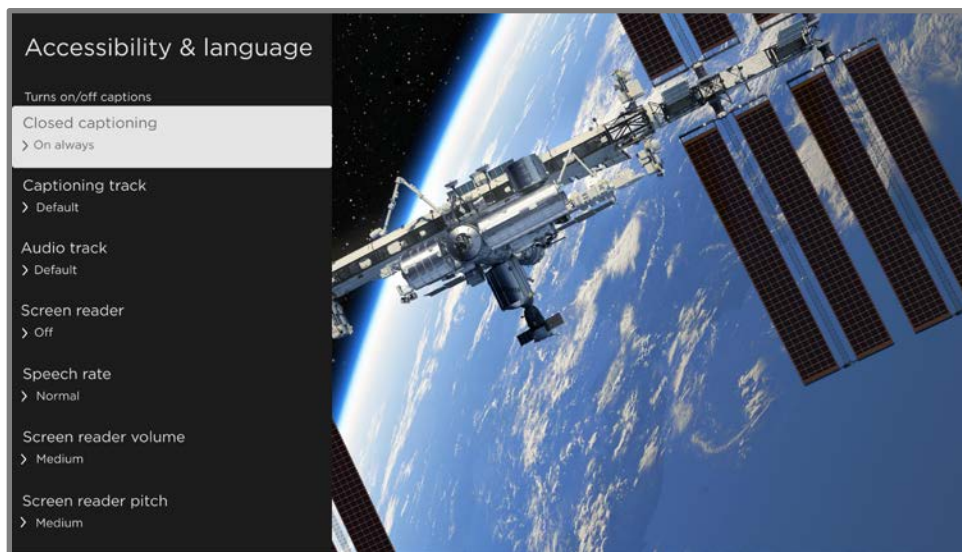 Accessibility & language
Turns on/off captions
Closed captioning
> On always
Captioning track
> Default
Audio track
> Default
Screen reader
> Off
Speech rate
> Normal
Screen reader volume
> Medium
Screen reader pitch
> Medium